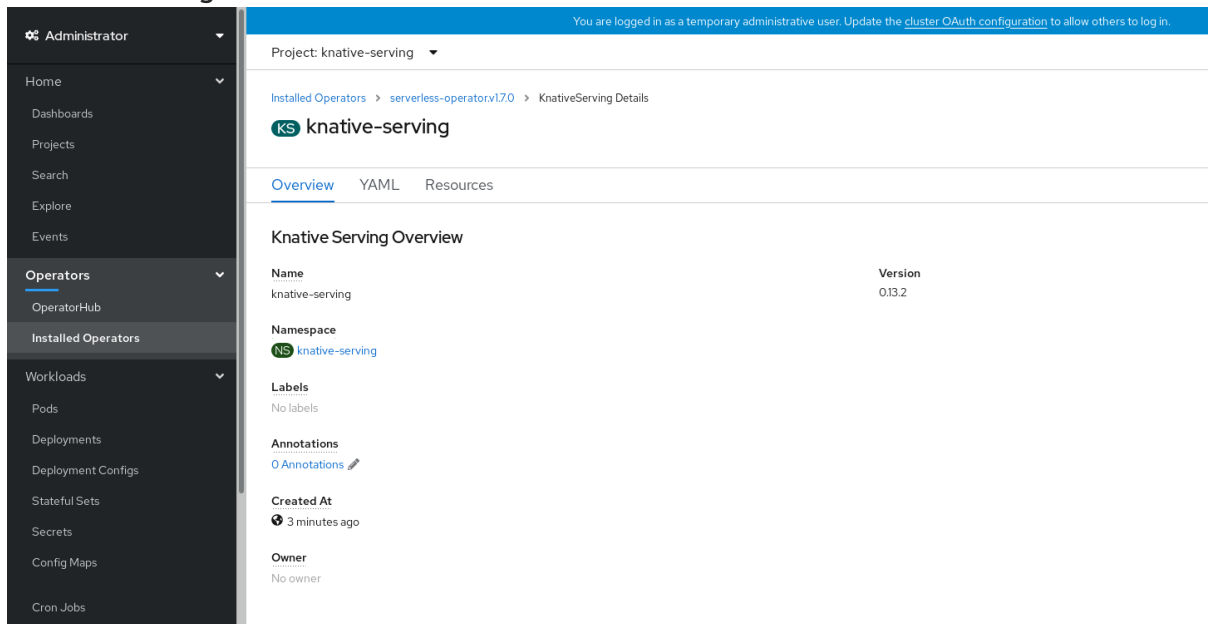 You are logged in as a temporary administrative user. Update the cluster OAuth configuration to allow others to log in.
Administrator
Home
Dashboards
Projects
Search
Explore
Events
Operators
OperatorHub
Installed Operators
Workloads
Pods
Deployments
Deployment Configs
Stateful Sets
Secrets
Config Maps
Cron Jobs
Project: knative-serving
Installed Operators > serverless-operator.v1.7.0 > KnativeServing Details
KS knative-serving
Overview YAML Resources
Knative Serving Overview
Name
knative-serving
Version
0.13.2
Namespace
NS knative-serving
Labels
No labels
Annotations
0 Annotations
Created At
3 minutes ago
Owner
No owner